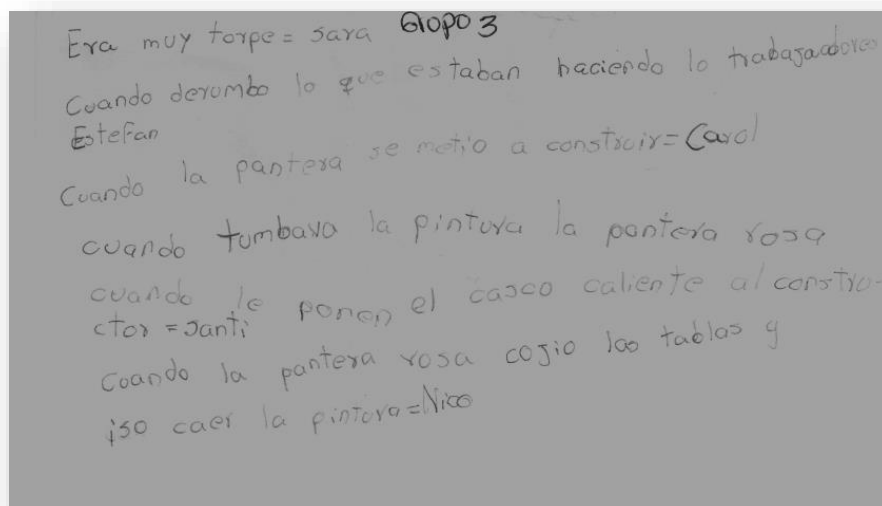 Era muy torpe = sara Glopo 3
Cuando derumbo lo que estaban haciendo lo trabajaadores
Estefan
Cuando la pantera se metio a construir = Carol
cuando tumbava la pintura la pantera rosa
cuando le ponen el casco caliente al constru-
ctor = Santi
Cuando la pantera rosa cojio las tablas y
iso caer la pintura = Nico